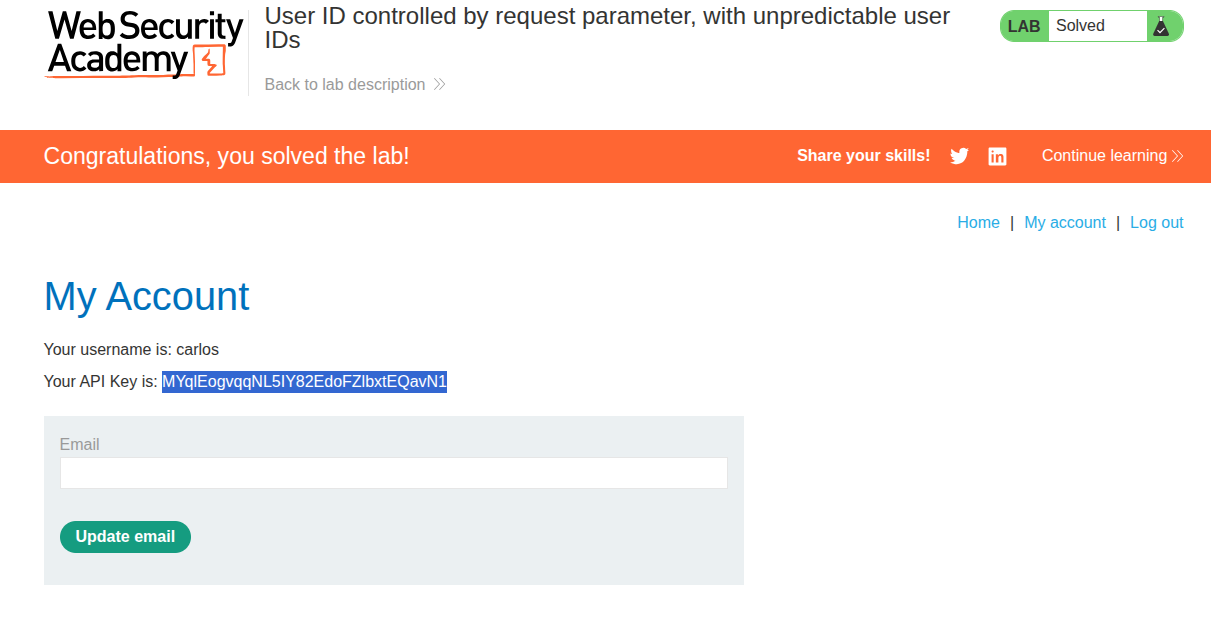 Web Security
Academy
User ID controlled by request parameter, with unpredictable user
IDs
Back to lab description
LAB Solved
Congratulations, you solved the lab!
Share your skills!
Continue learning
Home | My account | Log out
My Account
Your username is: carlos
Your API Key is: MYqlEogvqqNL5IY82EdoFZlbxtEQavN1
Email
Update email